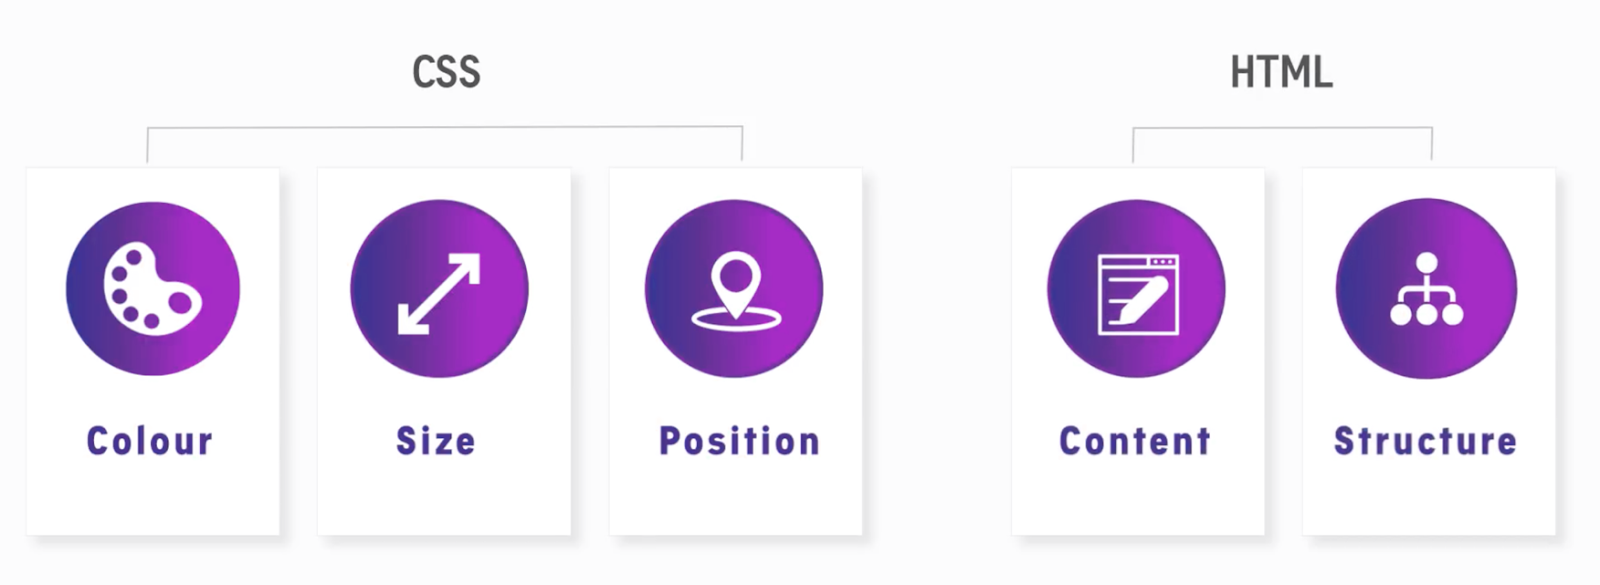 CSS
HTML
Colour
Size
Position
Content
Structure